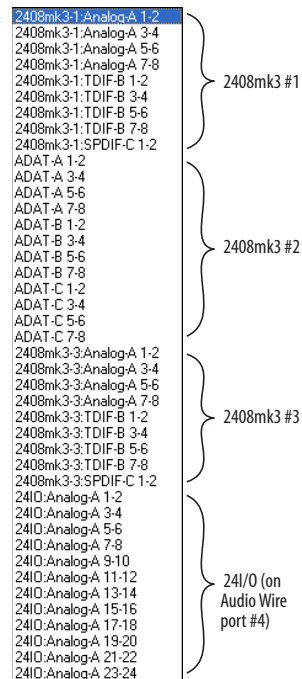 2408mk3-1:Analog-A 1-2
2408mk3-1:Analog-A 3-4
2408mk3-1:Analog-A 5-6
2408mk3-1:Analog-A 7-8
2408mk3-1:TDIF-B 1-2
2408mk3-1:TDIF-B 3-4
2408mk3-1:TDIF-B 5-6
2408mk3-1:TDIF-B 7-8
2408mk3-1:SPDIF-C 1-2
2408mk3 #1
ADAT-A 1-2
ADAT-A 3-4
ADAT-A 5-6
ADAT-A 7-8
ADAT-B 1-2
ADAT-B 3-4
ADAT-B 5-6
ADAT-B 7-8
ADAT-C 1-2
ADAT-C 3-4
ADAT-C 5-6
ADAT-C 7-8
2408mk3 #2
2408mk3-3:Analog-A 1-2
2408mk3-3:Analog-A 3-4
2408mk3-3:Analog-A 5-6
2408mk3-3:Analog-A 7-8
2408mk3-3:TDIF-B 1-2
2408mk3-3:TDIF-B 3-4
2408mk3-3:TDIF-B 5-6
2408mk3-3:TDIF-B 7-8
2408mk3-3:SPDIF-C 1-2
2408mk3 #3
24IO:Analog-A 1-2
24IO:Analog-A 3-4
24IO:Analog-A 5-6
24IO:Analog-A 7-8
24IO:Analog-A 9-10
24IO:Analog-A 11-12
24IO:Analog-A 13-14
24IO:Analog-A 15-16
24IO:Analog-A 17-18
24IO:Analog-A 19-20
24IO:Analog-A 21-22
24IO:Analog-A 23-24
24I/O (on
Audio Wire
port #4)